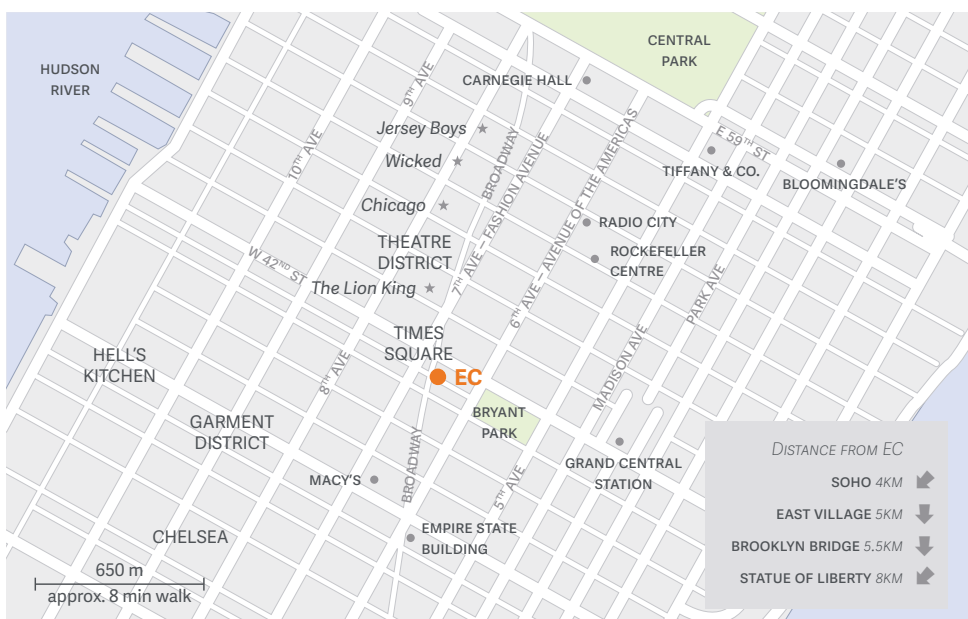 HUDSON
RIVER
CENTRAL
PARK
CARNEGIE HALL
9TH AVE
Jersey Boys
10TH AVE
BROADWAY
E 59TH ST
Wicked
TIFFANY & CO.
BLOOMINGDALE'S
Chicago
7TH AVE – FASHION AVENUE
6TH AVE – AVENUE OF THE AMERICAS
RADIO CITY
THEATRE
DISTRICT
ROCKEFELLER
CENTRE
W 42ND ST
The Lion King
PARK AVE
TIMES
SQUARE
HELL'S
KITCHEN
8TH AVE
EC
MADISON AVE
BRYANT
PARK
GARMENT
DISTRICT
GRAND CENTRAL
STATION
MACY'S
BROADWAY
5TH AVE
EMPIRE STATE
BUILDING
CHELSEA
650 m
approx. 8 min walk
DISTANCE FROM EC
SOHO 4KM
EAST VILLAGE 5KM
BROOKLYN BRIDGE 5.5KM
STATUE OF LIBERTY 8KM